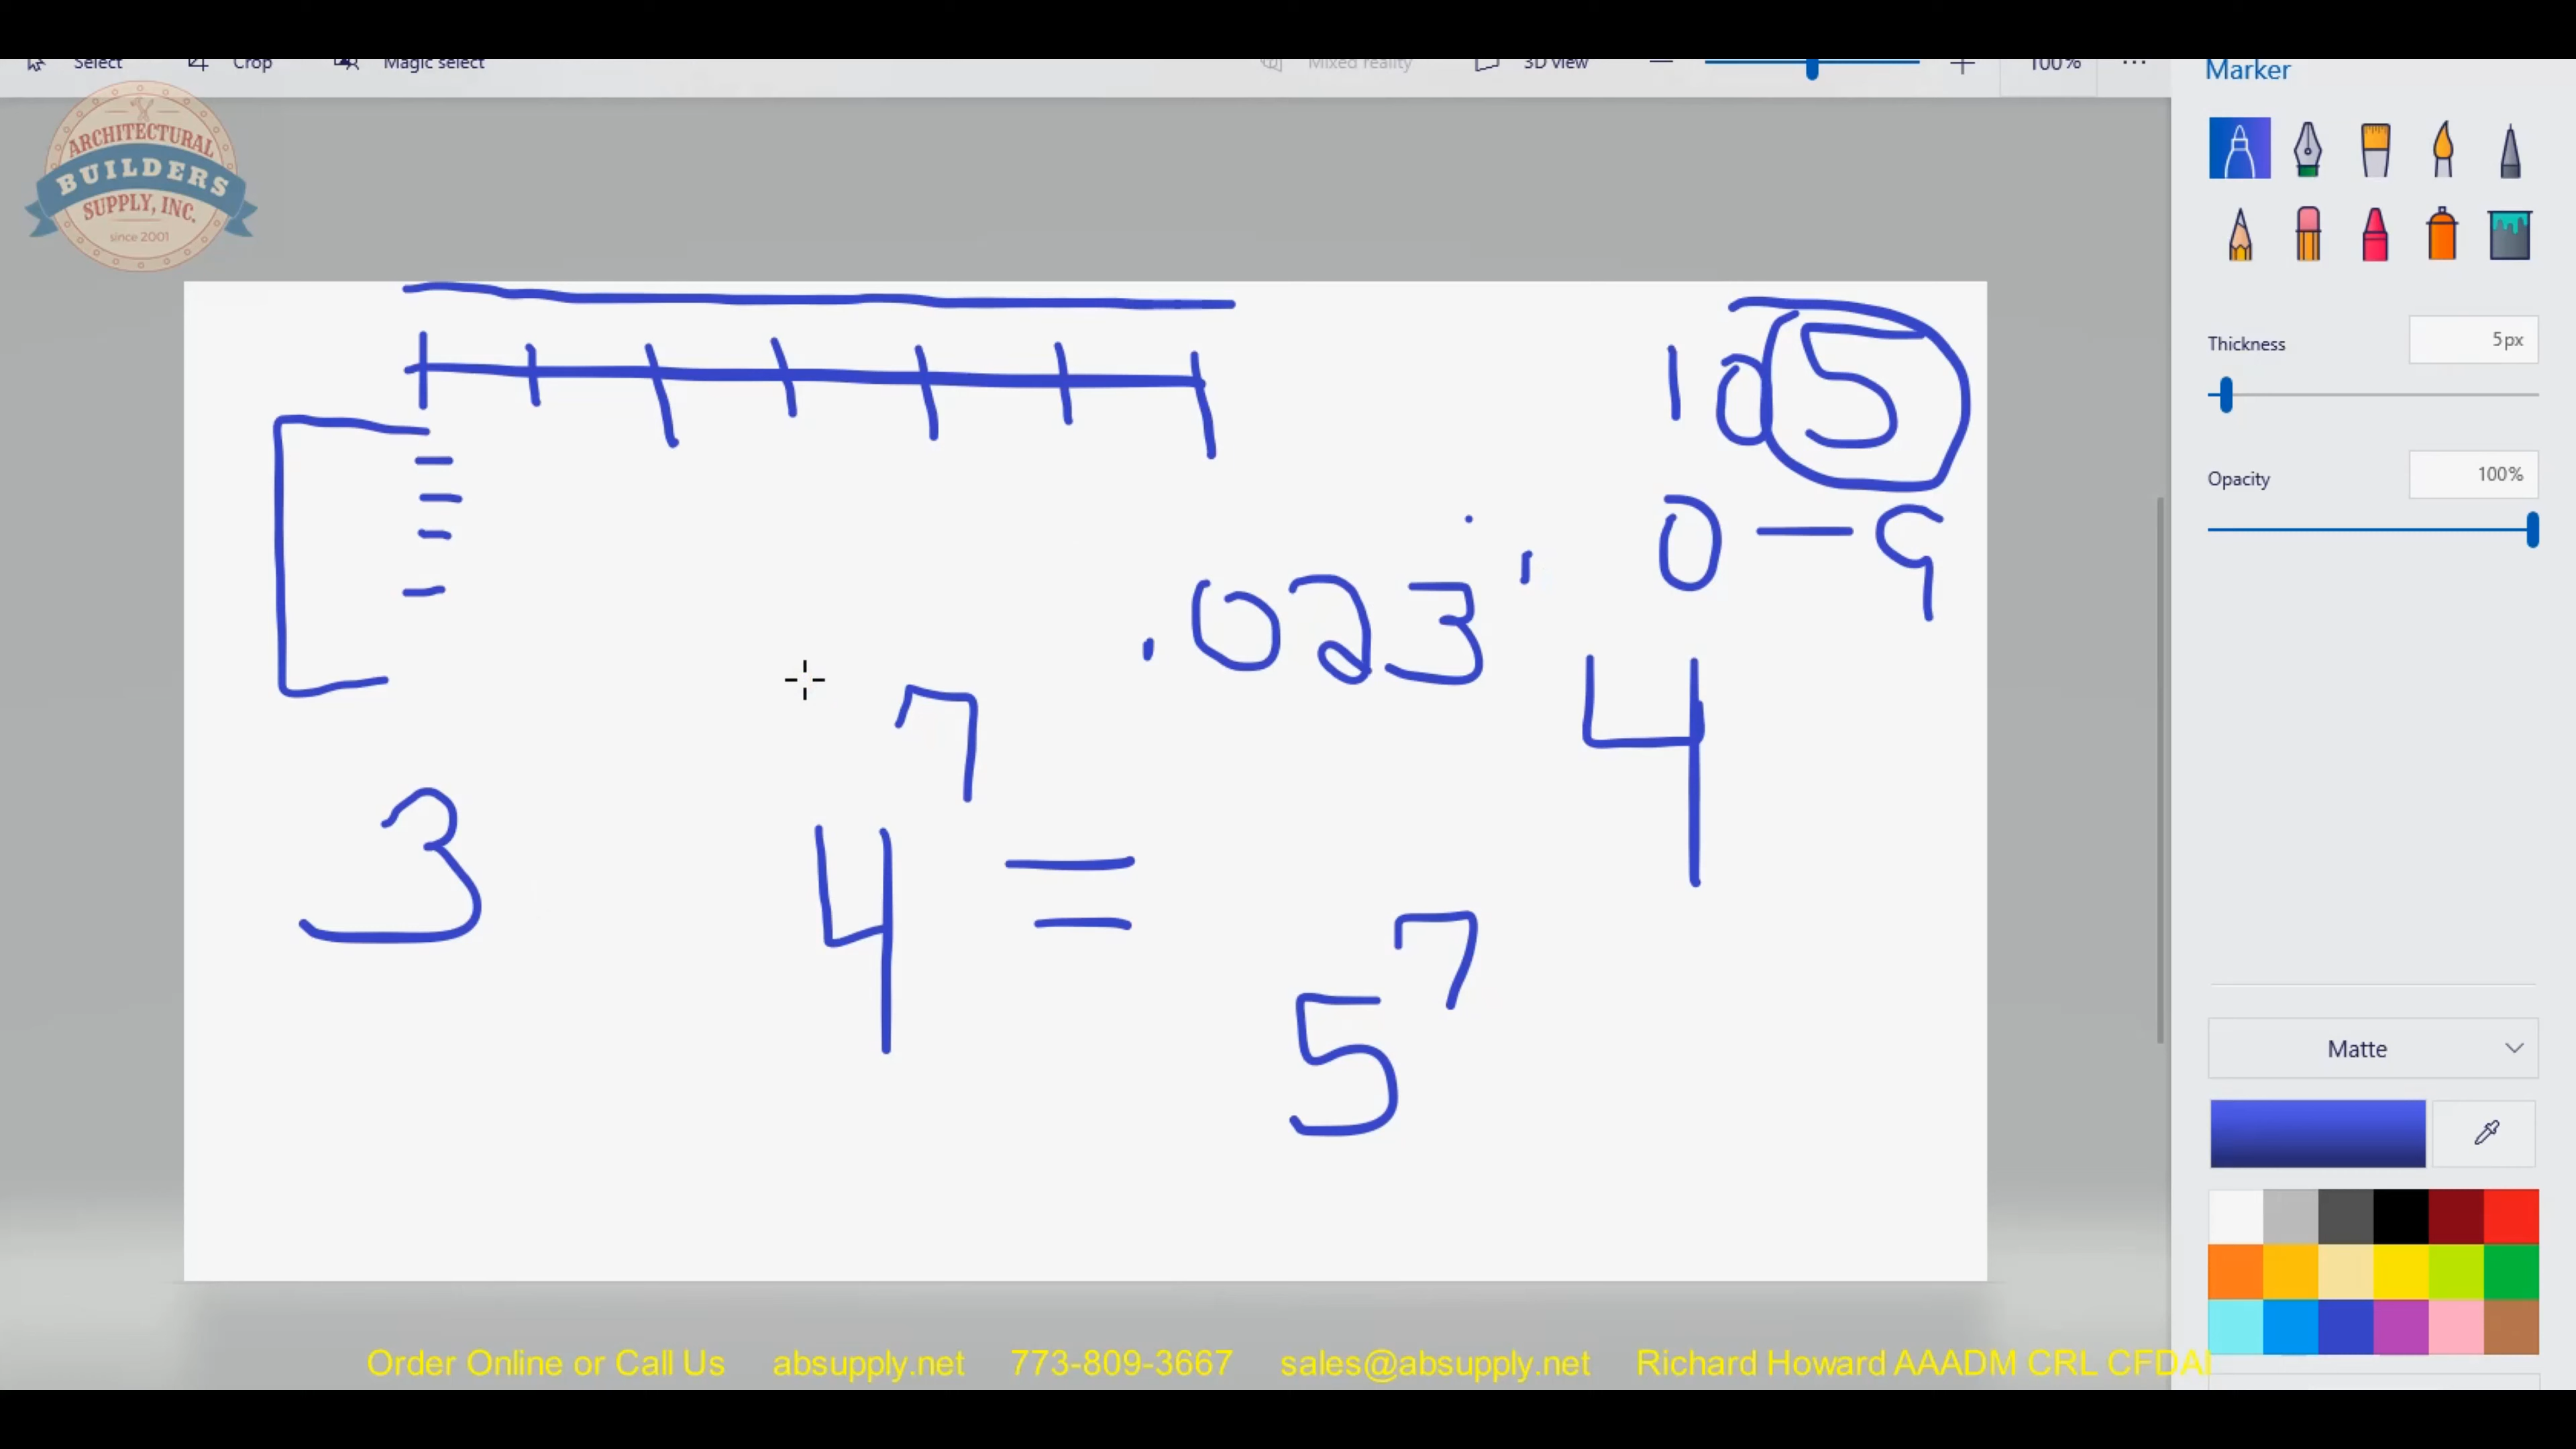 Select Crop Magic select Mixed reality 3D view 100% ...
Marker
ARCHITECTURAL
BUILDERS
SUPPLY, INC.
since 2001
Thickness 5px
Opacity 100%
105
0 — 9
.023"
4
7
4 =
3
7
5
Matte
Order Online or Call Us absupply.net 773-809-3667 sales@absupply.net Richard Howard AAADM CRL CFDAI